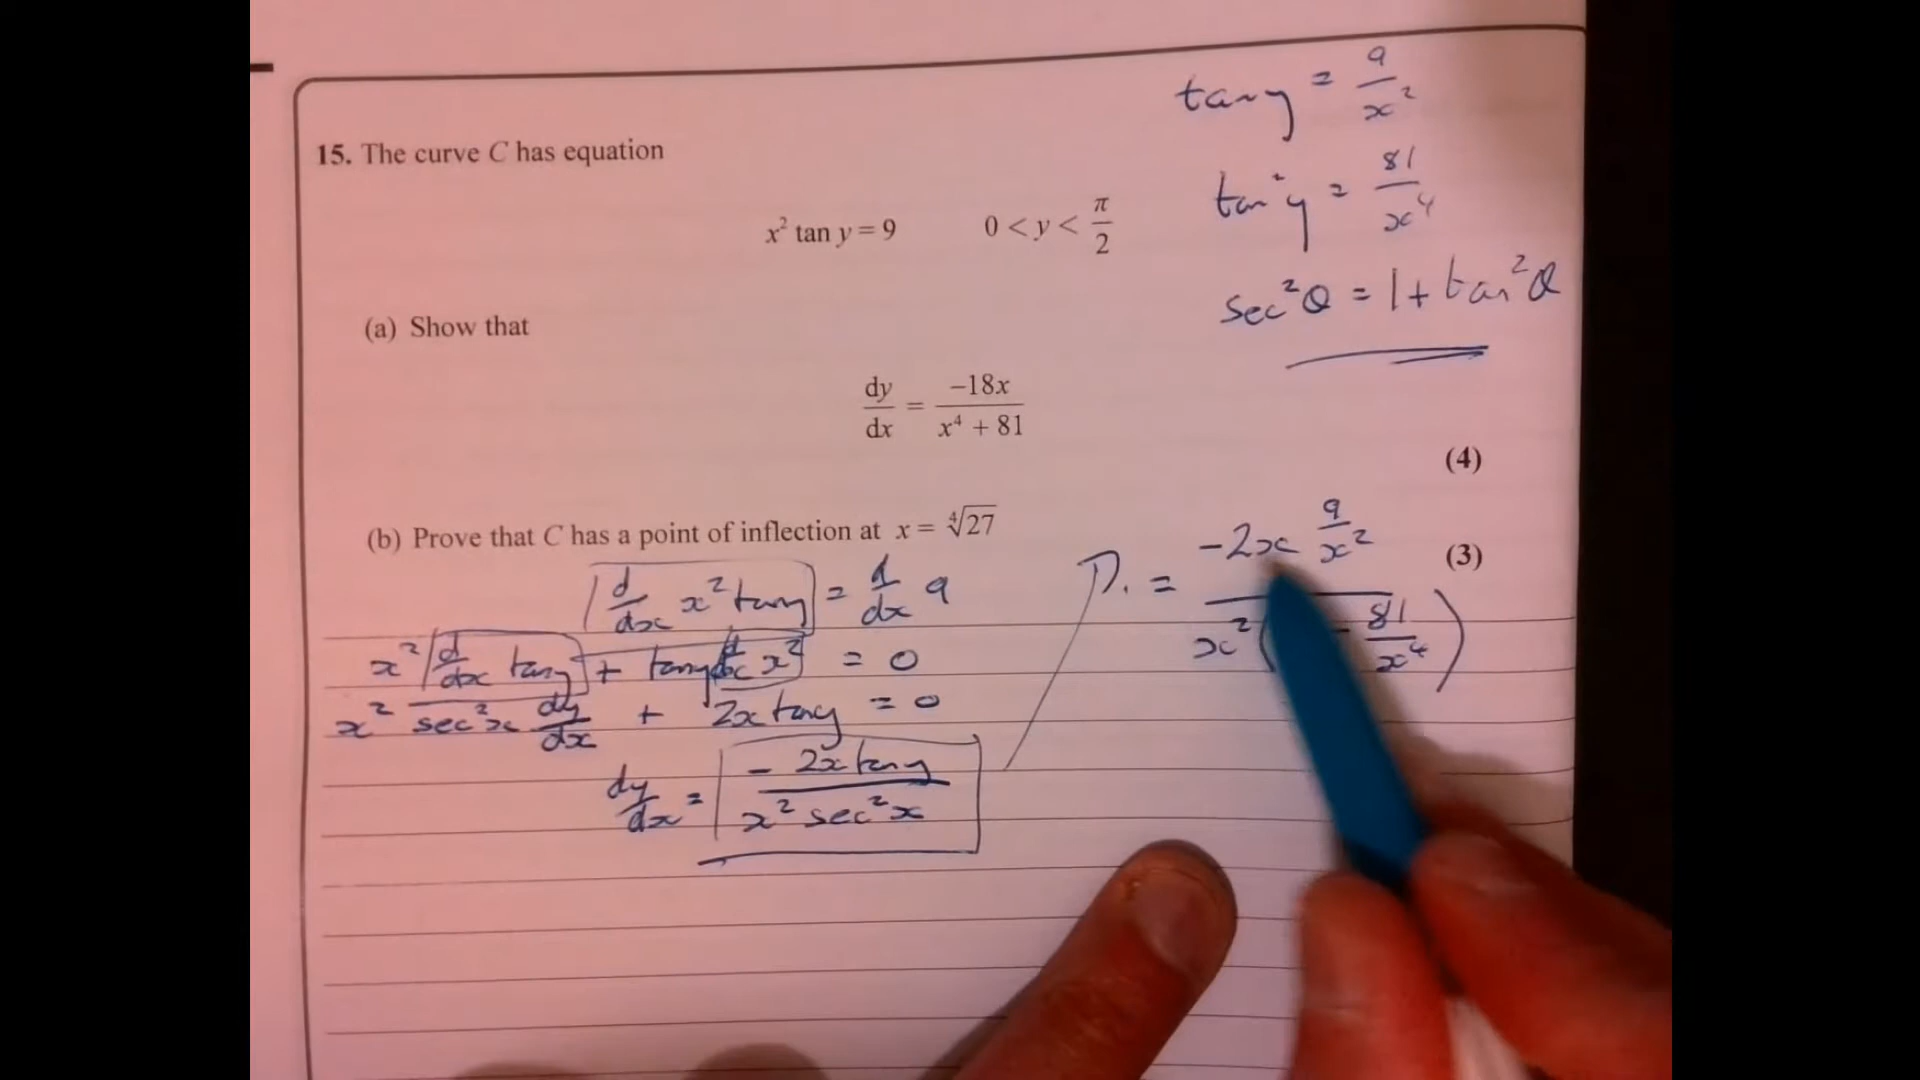 15. The curve C has equation
x² tan y = 9 0 < y < π/2
(a) Show that
dy/dx = -18x/(x⁴ + 81)
(4)
(b) Prove that C has a point of inflection at x = ⁴√27
(3)
tan y = 9/x²
tan² y = 81/x⁴
sec²θ = 1 + tan²θ
d/dx x² tan y = d/dx 9
x² d/dx tan y + tan y d/dx x² = 0
x² sec²x dy/dx + 2x tan y = 0
dy/dx = - 2x tan y / x² sec²x
= -2x 9/x²
x² ( 81/x⁴ )